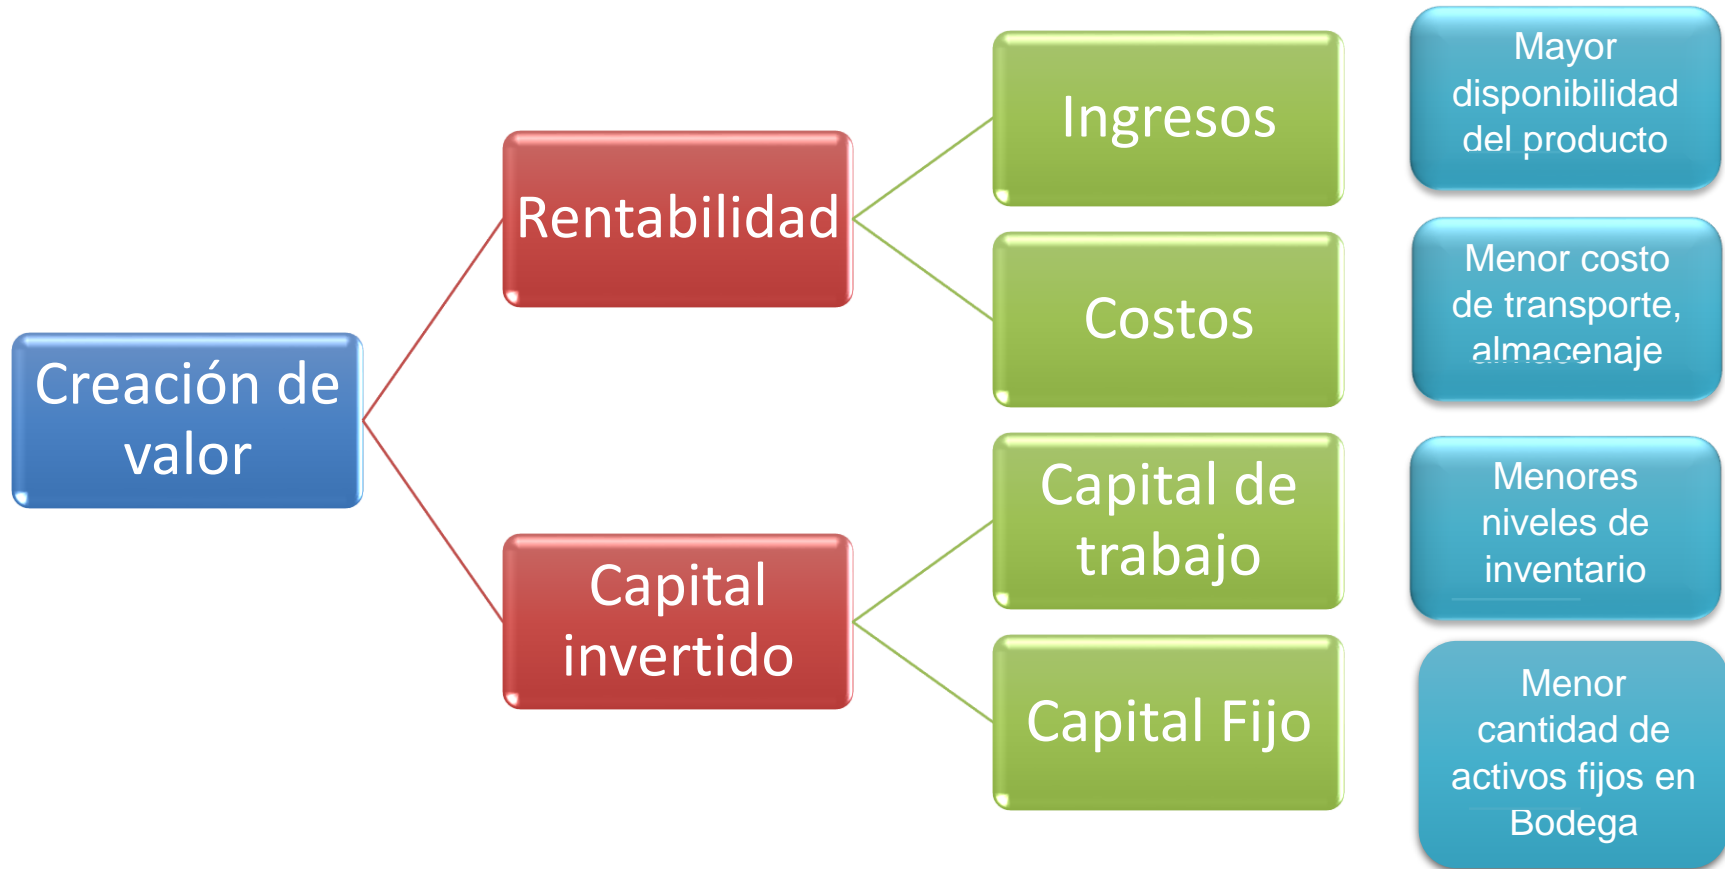 Creación de
valor
Rentabilidad
Capital
invertido
Ingresos
Costos
Capital de
trabajo
Capital Fijo
Mayor
disponibilidad
del producto
Menor costo
de transporte,
almacenaje
Menores
niveles de
inventario
Menor
cantidad de
activos fijos en
Bodega